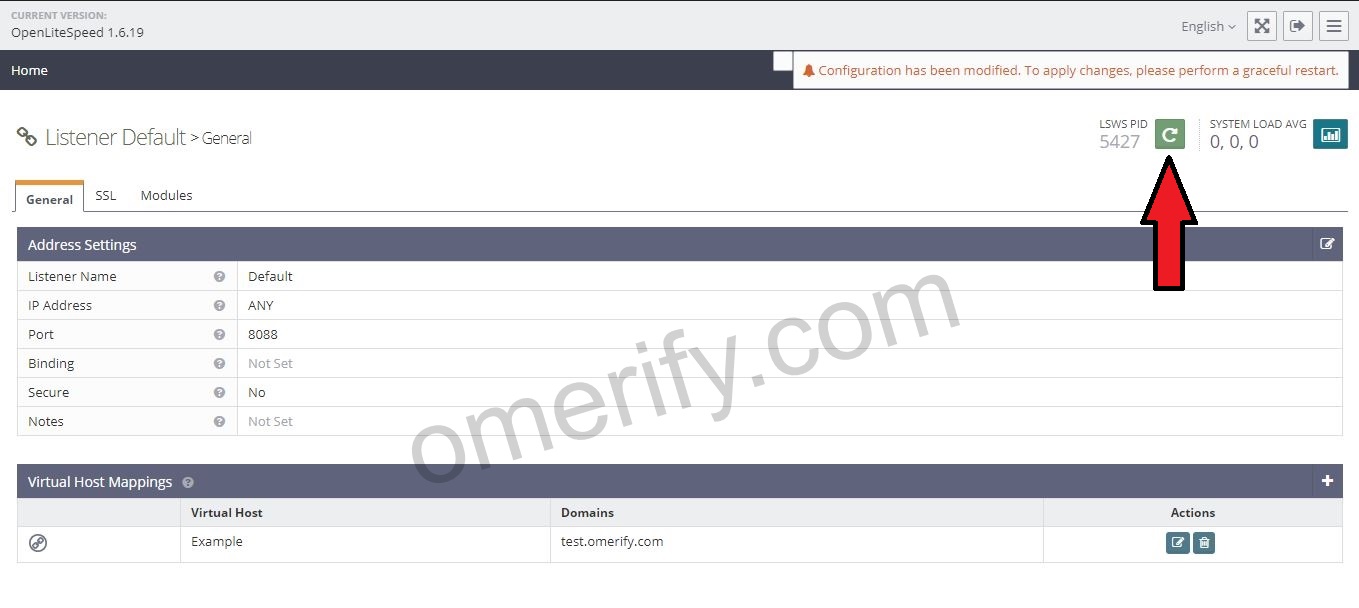 CURRENT VERSION:
OpenLiteSpeed 1.6.19
English
Home
Configuration has been modified. To apply changes, please perform a graceful restart.
Listener Default > General
LSWS PID
5427
SYSTEM LOAD AVG
0, 0, 0
General SSL Modules
Address Settings
Listener Name Default
IP Address ANY
Port 8088
Binding Not Set
Secure No
Notes Not Set
omerify.com
Virtual Host Mappings
Virtual Host Domains Actions
Example test.omerify.com